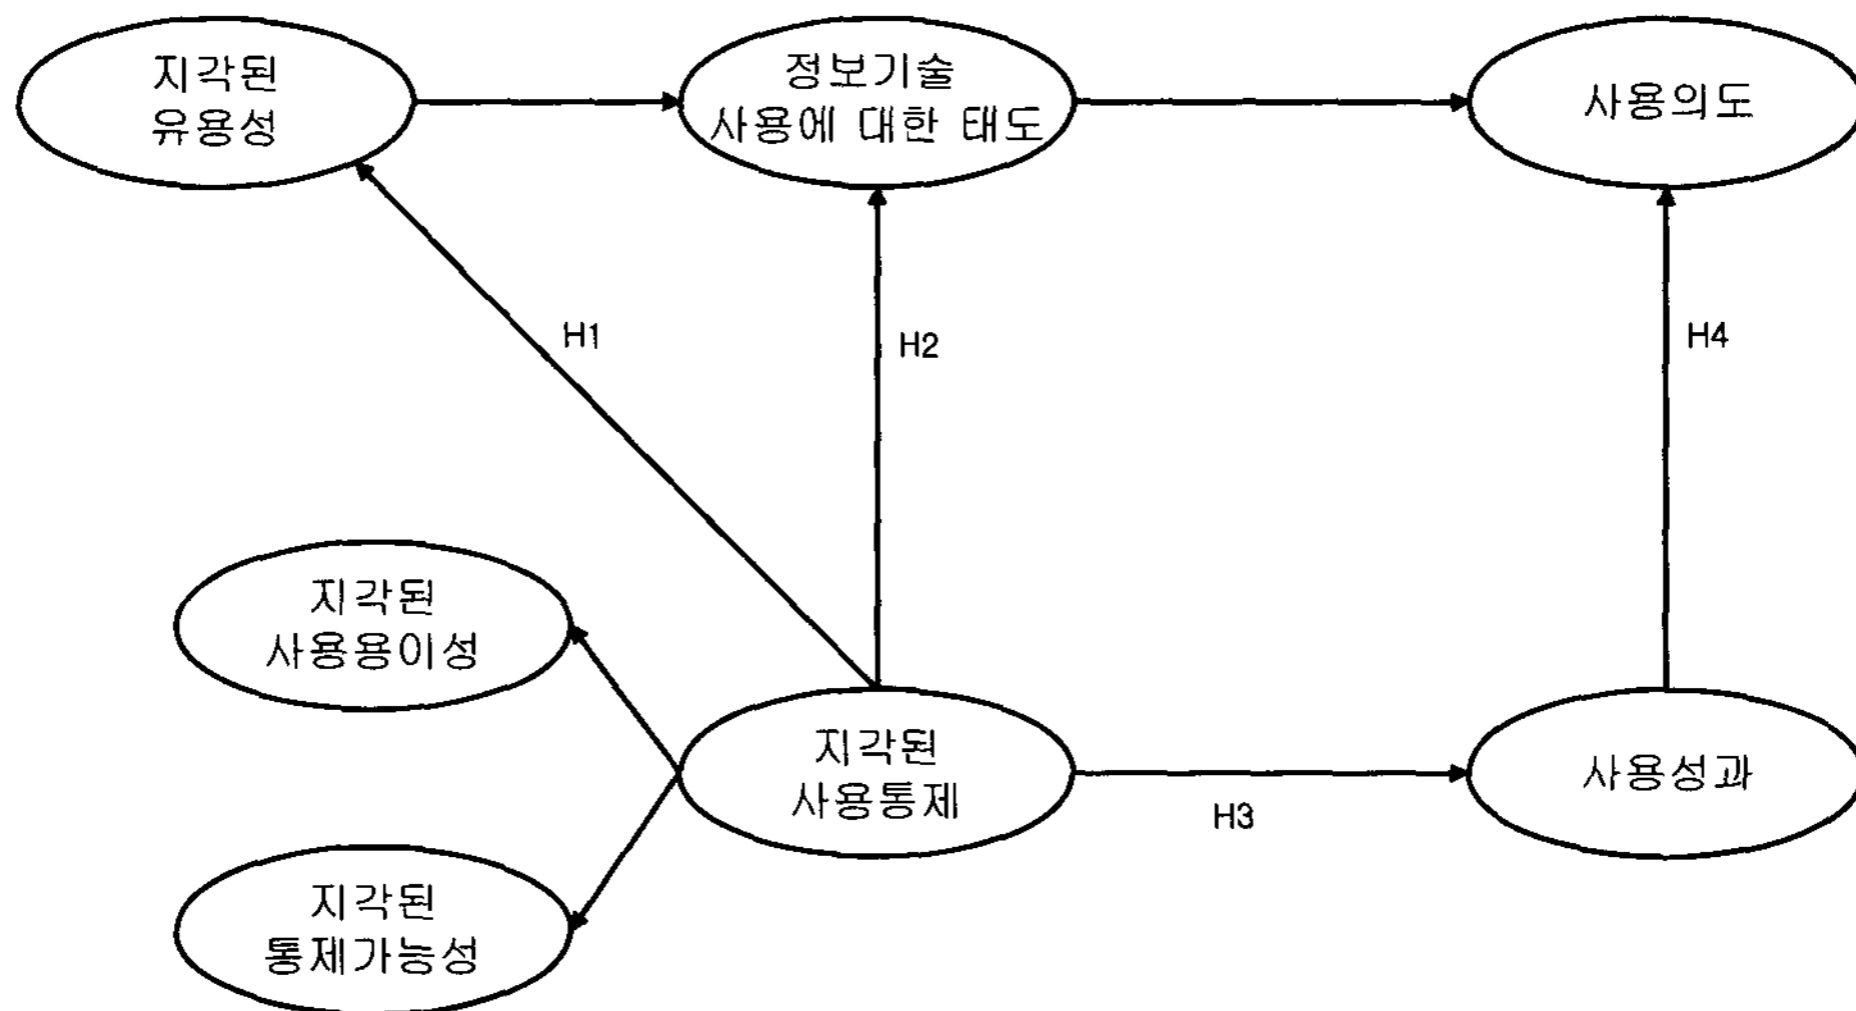 지각된
유용성
정보기술
사용에 대한 태도
사용의도
H1
H2
H4
지각된
사용용이성
지각된
사용통제
사용성과
H3
지각된
통제가능성